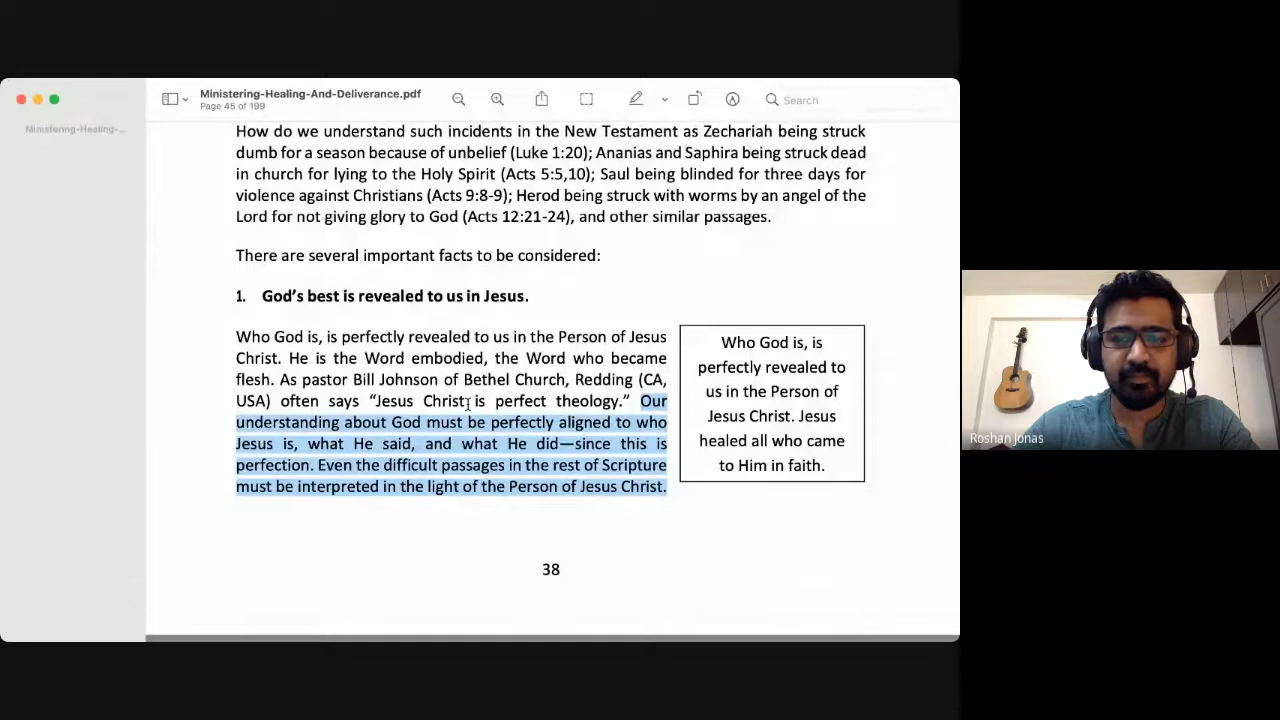 Ministering-Healing-And-Deliverance.pdf
Page 45 of 199
Search
Ministering-Healing-...
How do we understand such incidents in the New Testament as Zechariah being struck
dumb for a season because of unbelief (Luke 1:20); Ananias and Saphira being struck dead
in church for lying to the Holy Spirit (Acts 5:5,10); Saul being blinded for three days for
violence against Christians (Acts 9:8-9); Herod being struck with worms by an angel of the
Lord for not giving glory to God (Acts 12:21-24), and other similar passages.
There are several important facts to be considered:
1. God’s best is revealed to us in Jesus.
Who God is, is perfectly revealed to us in the Person of Jesus
Christ. He is the Word embodied, the Word who became
flesh. As pastor Bill Johnson of Bethel Church, Redding (CA,
USA) often says “Jesus Christ is perfect theology.” Our
understanding about God must be perfectly aligned to who
Jesus is, what He said, and what He did—since this is
perfection. Even the difficult passages in the rest of Scripture
must be interpreted in the light of the Person of Jesus Christ.
Who God is, is
perfectly revealed to
us in the Person of
Jesus Christ. Jesus
healed all who came
to Him in faith.
38
Roshan Jonas